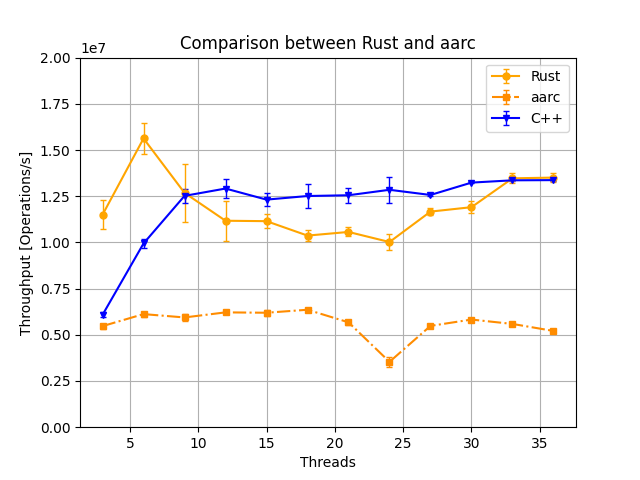 Comparison between Rust and aarc
1e7
2.00
1.75
1.50
1.25
1.00
0.75
0.50
0.25
0.00
Throughput [Operations/s]
Rust
aarc
C++
5 10 15 20 25 30 35
Threads